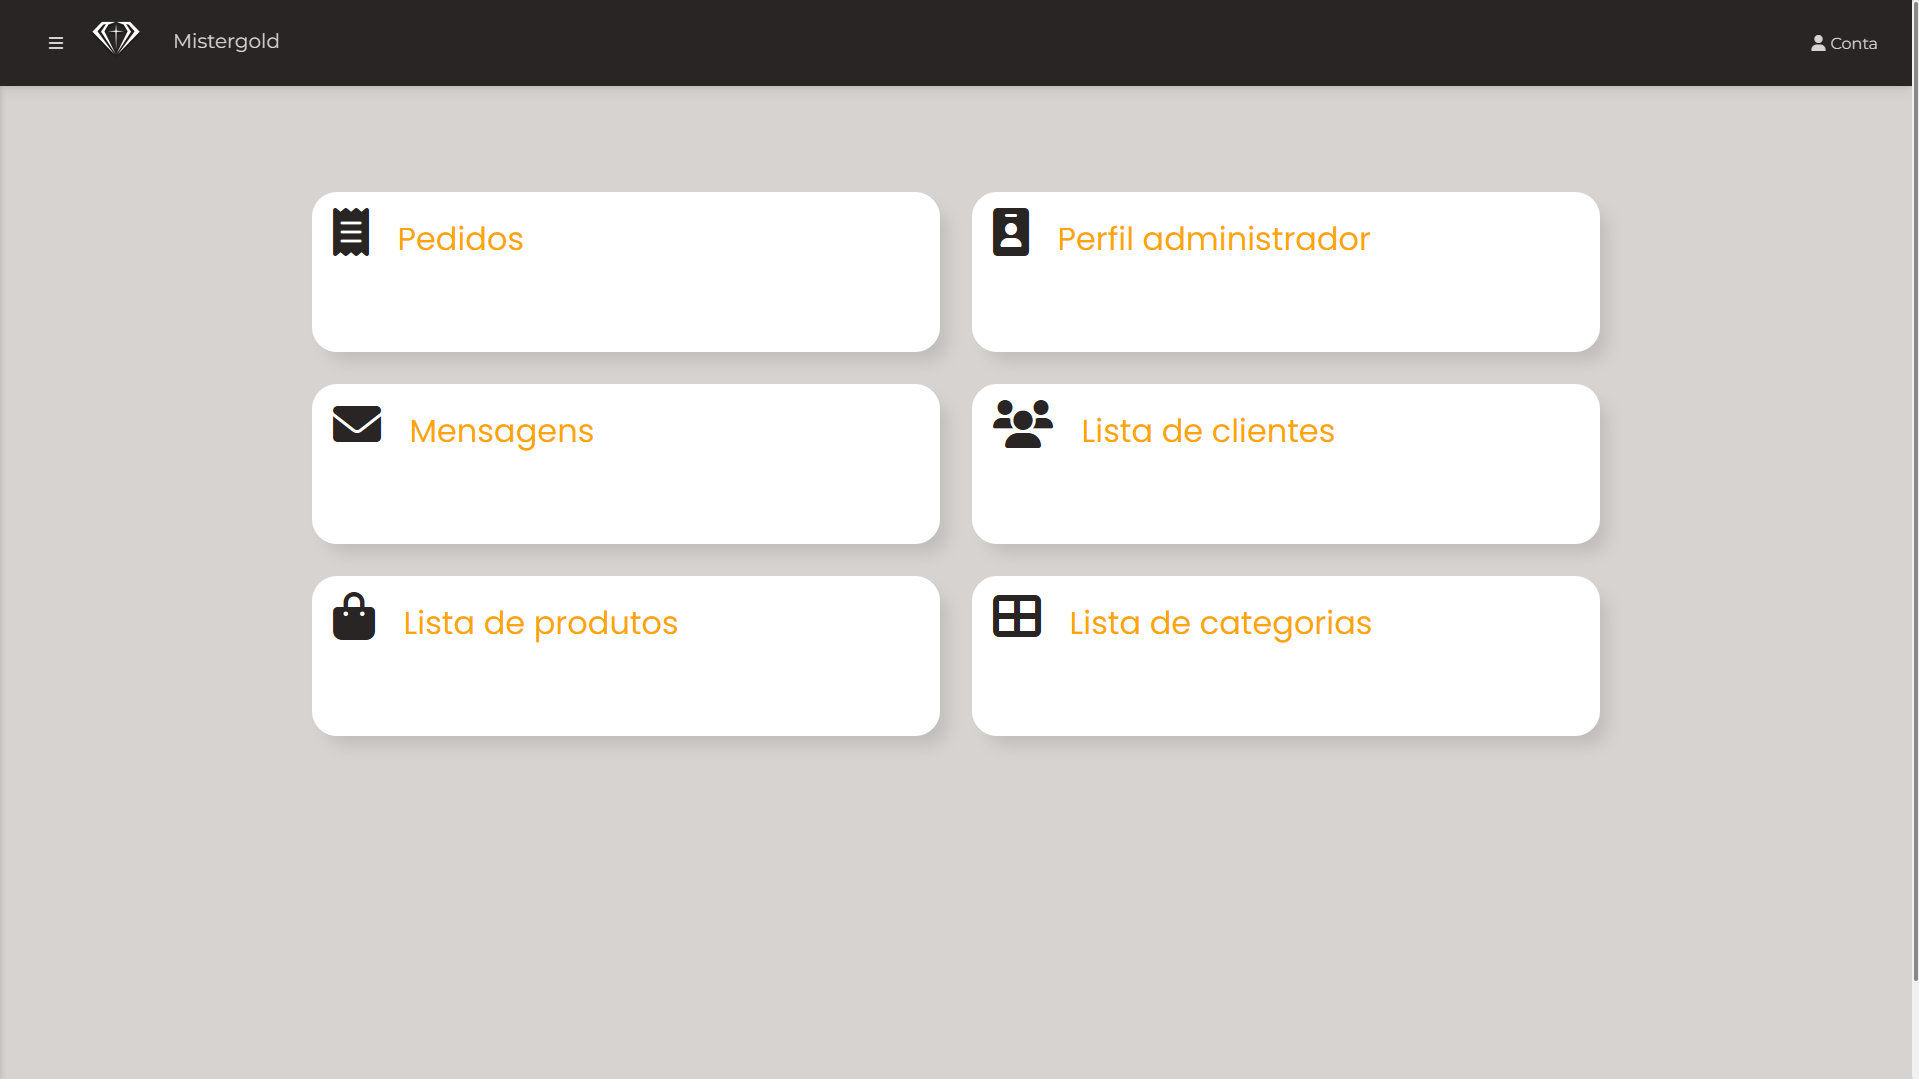 Mistergold
Conta
Pedidos
Perfil administrador
Mensagens
Lista de clientes
Lista de produtos
Lista de categorias